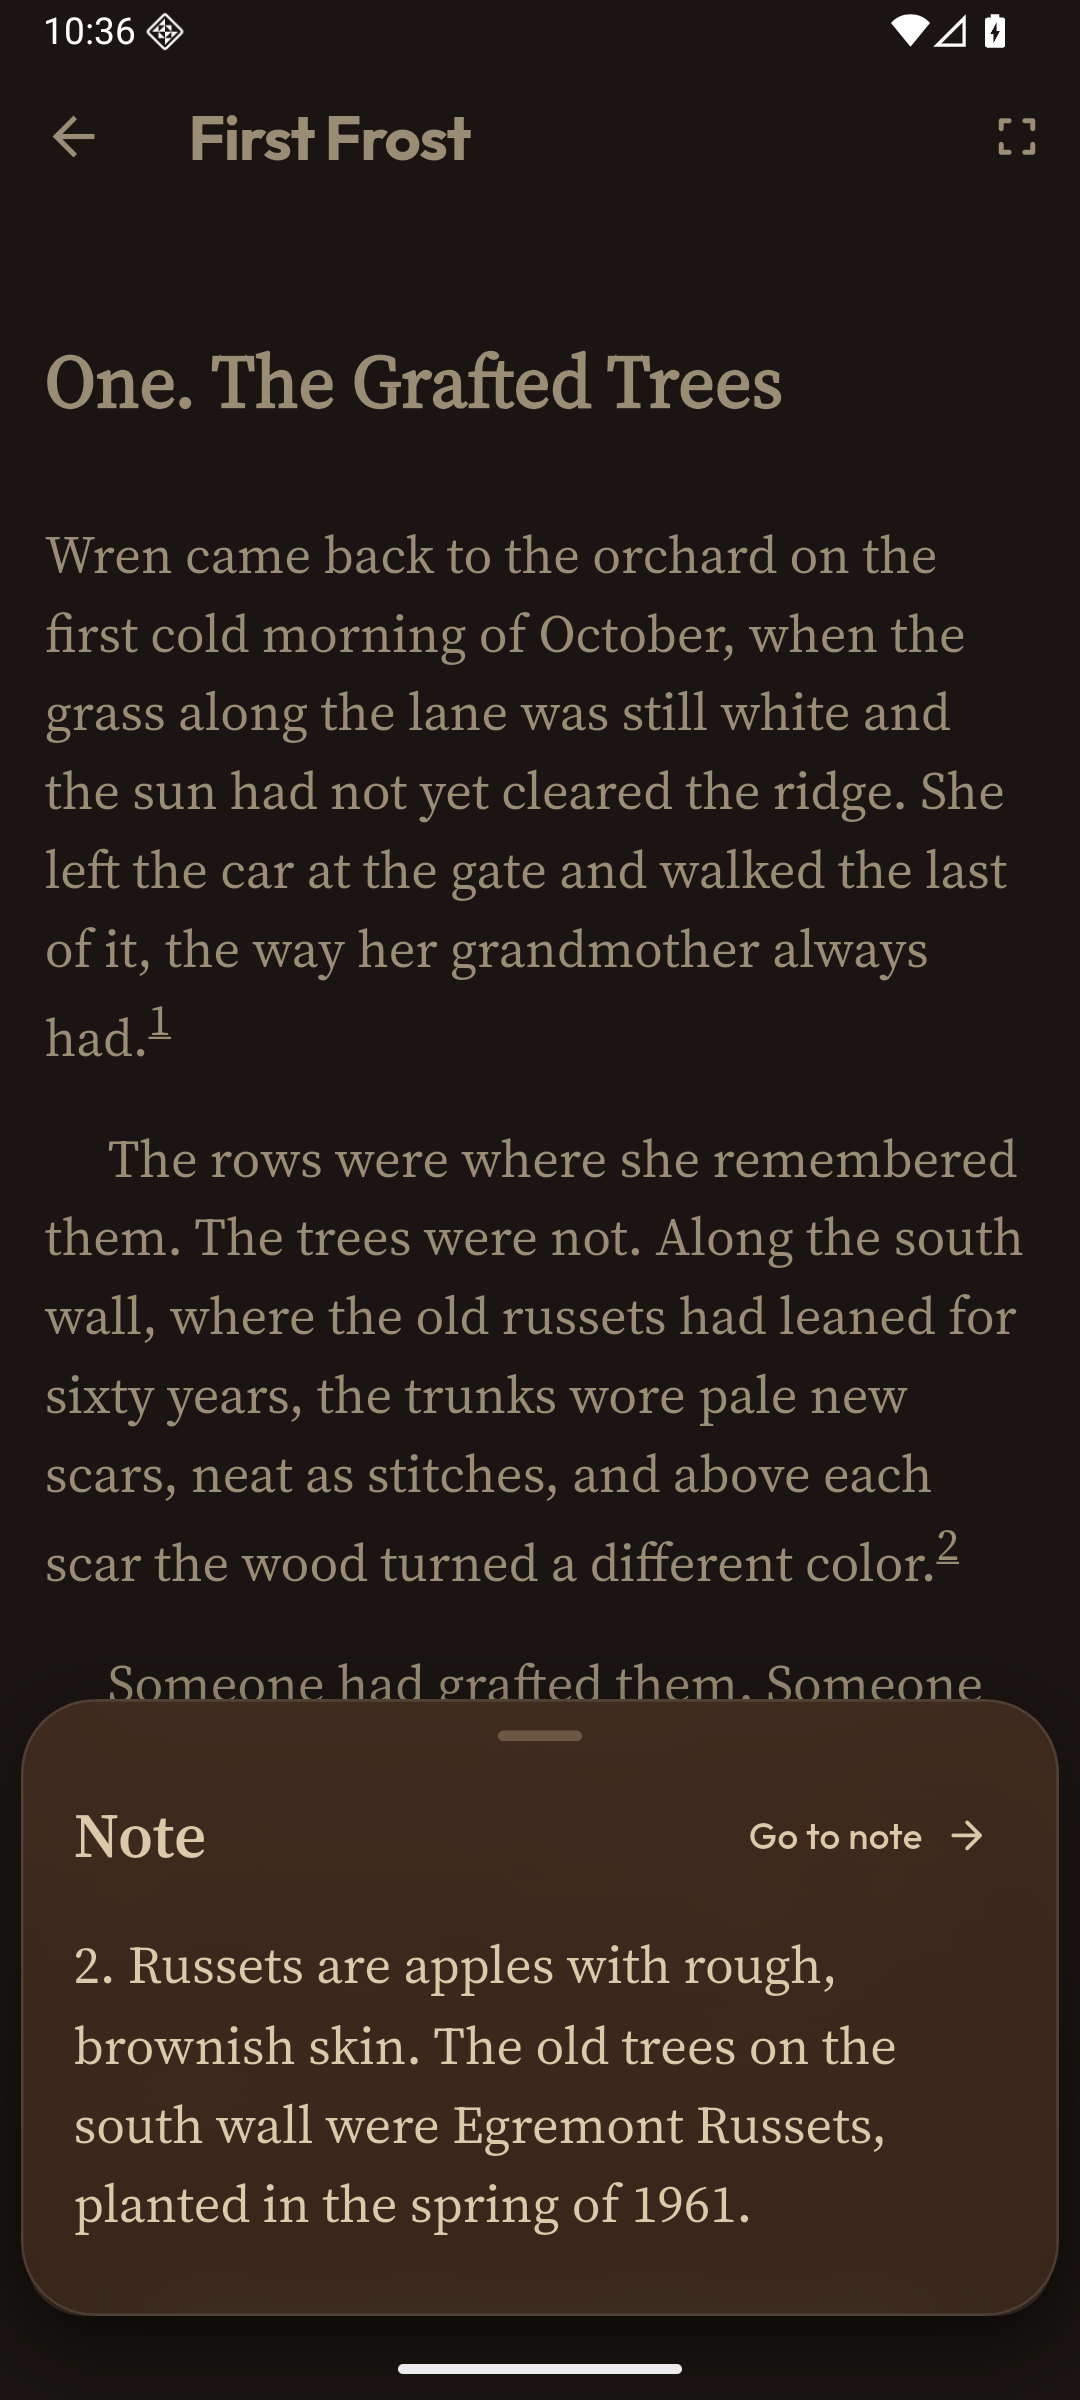 10:36
First Frost
One. The Grafted Trees
Wren came back to the orchard on the
first cold morning of October, when the
grass along the lane was still white and
the sun had not yet cleared the ridge. She
left the car at the gate and walked the last
of it, the way her grandmother always
had.1
The rows were where she remembered
them. The trees were not. Along the south
wall, where the old russets had leaned for
sixty years, the trunks wore pale new
scars, neat as stitches, and above each
scar the wood turned a different color.2
Someone had grafted them. Someone
Note
Go to note
2. Russets are apples with rough,
brownish skin. The old trees on the
south wall were Egremont Russets,
planted in the spring of 1961.